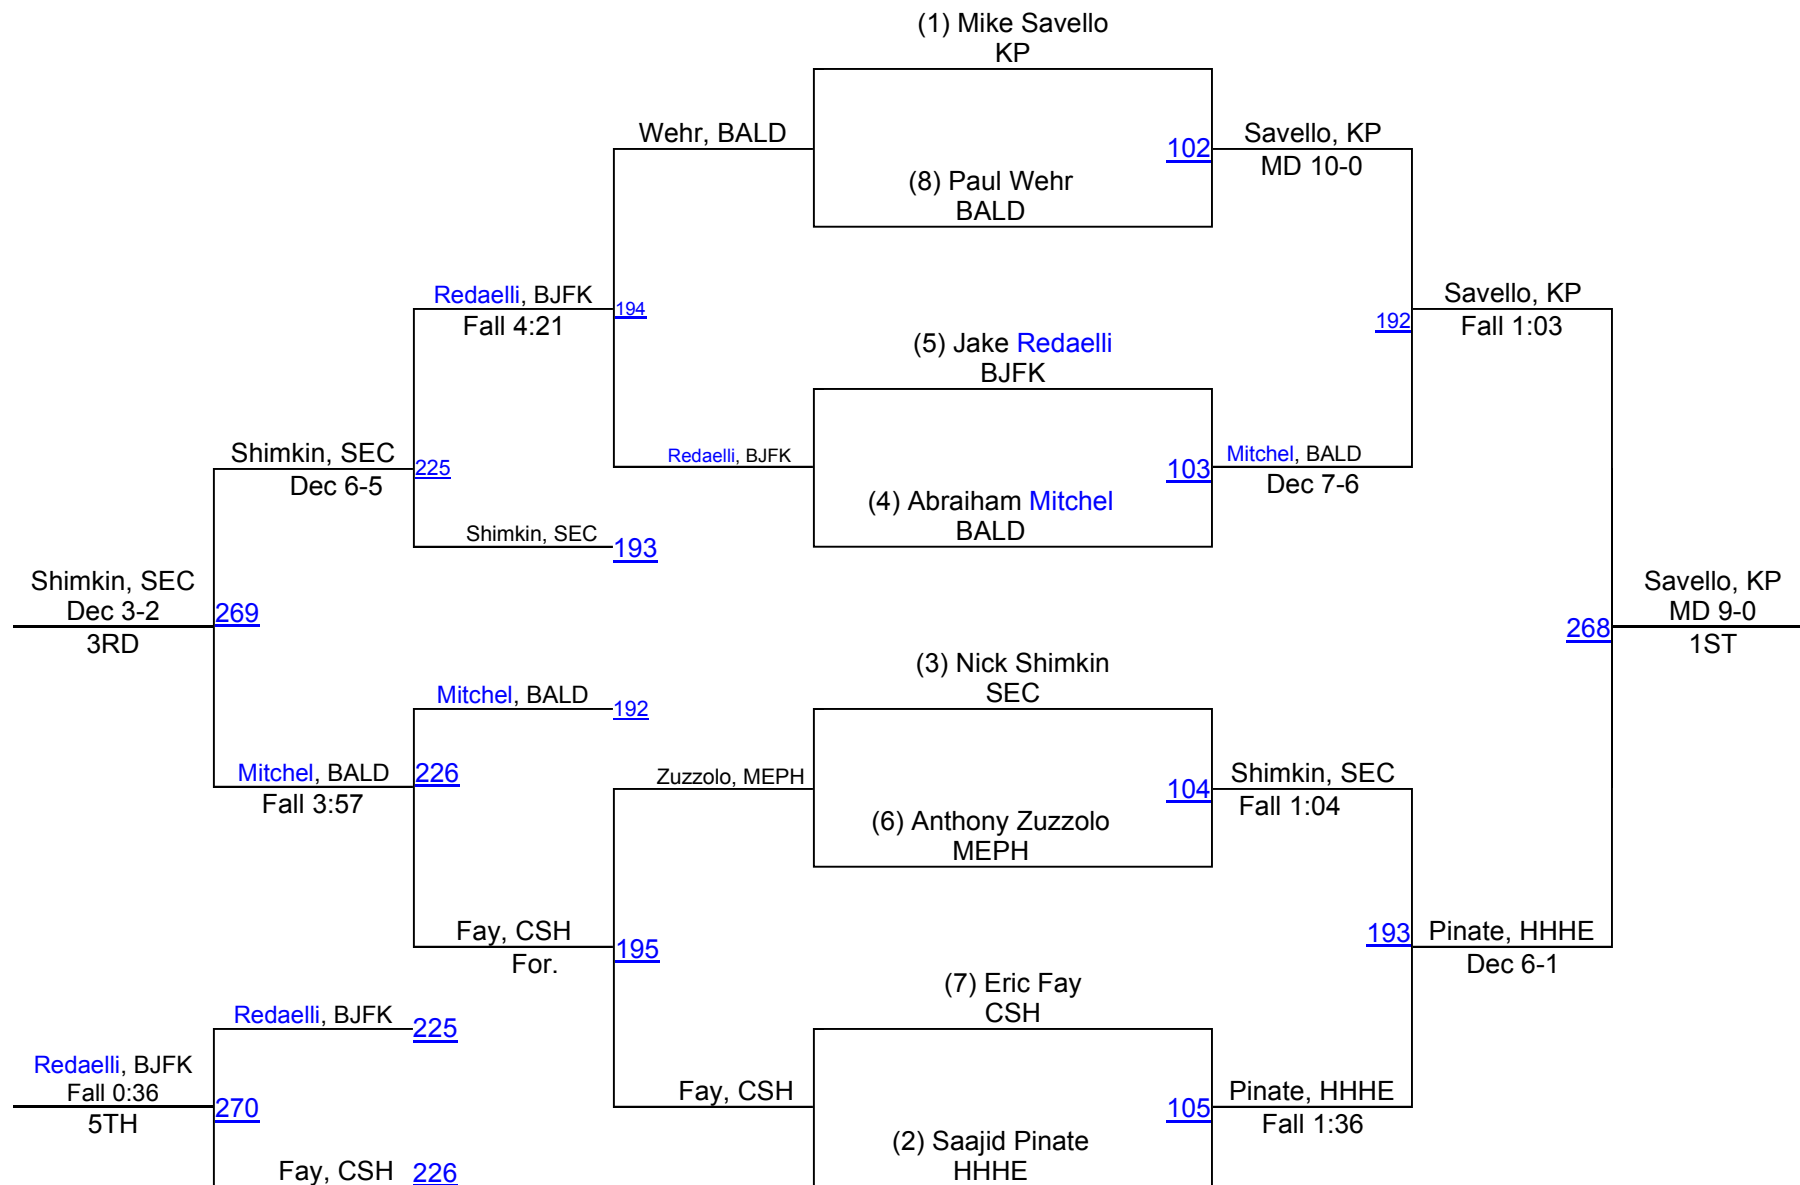 (1) Mike Savello
KP
Wehr, BALD
102
Savello, KP
MD 10-0
(8) Paul Wehr
BALD
Redaelli, BJFK
Fall 4:21
194
Savello, KP
Fall 1:03
192
(5) Jake Redaelli
BJFK
Shimkin, SEC
Dec 6-5
225
Redaelli, BJFK
103
Mitchel, BALD
Dec 7-6
(4) Abraiham Mitchel
BALD
Shimkin, SEC
193
Shimkin, SEC
Dec 3-2
3RD
269
Savello, KP
MD 9-0
1ST
268
(3) Nick Shimkin
SEC
Mitchel, BALD
192
Mitchel, BALD
Fall 3:57
226
Zuzzolo, MEPH
104
Shimkin, SEC
Fall 1:04
(6) Anthony Zuzzolo
MEPH
Fay, CSH
For.
195
193
Pinate, HHHE
Dec 6-1
(7) Eric Fay
CSH
Redaelli, BJFK
225
Redaelli, BJFK
Fall 0:36
5TH
270
Fay, CSH
105
Pinate, HHHE
Fall 1:36
(2) Saajid Pinate
HHHE
Fay, CSH
226